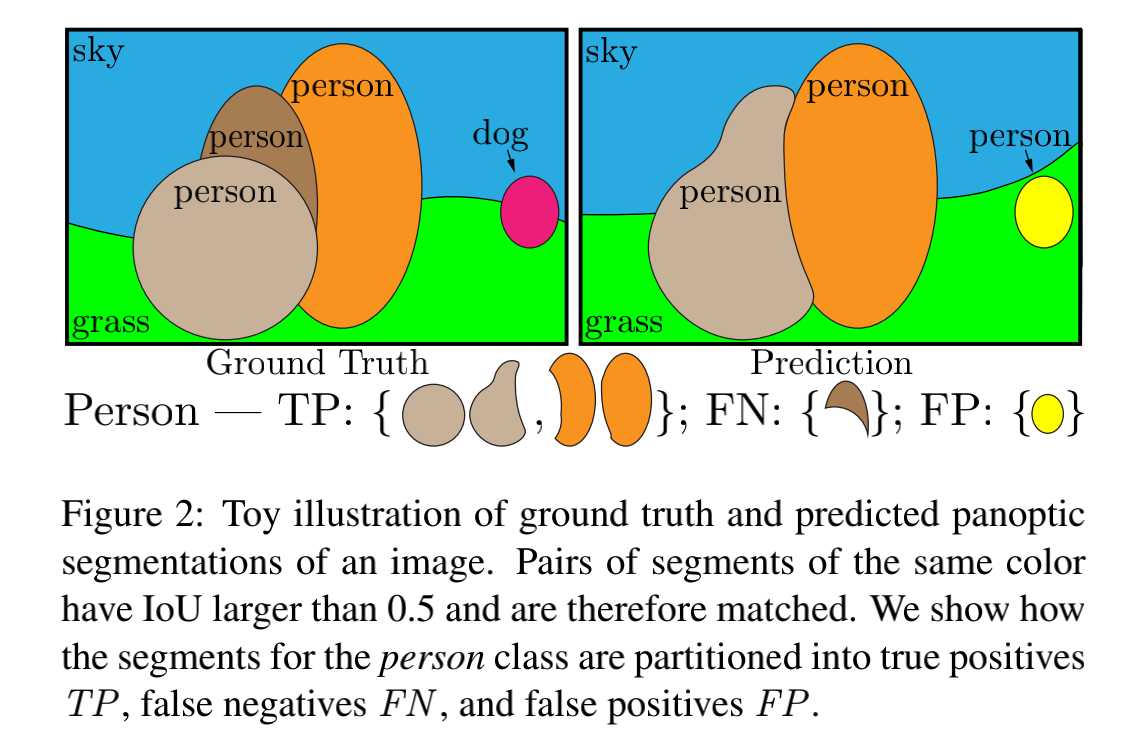 sky
person
person
person
dog
grass
sky
person
person
person
grass
Ground Truth
Prediction
Person — TP: { , }; FN: { }; FP: { }
Figure 2: Toy illustration of ground truth and predicted panoptic
segmentations of an image. Pairs of segments of the same color
have IoU larger than 0.5 and are therefore matched. We show how
the segments for the person class are partitioned into true positives
TP, false negatives FN, and false positives FP.